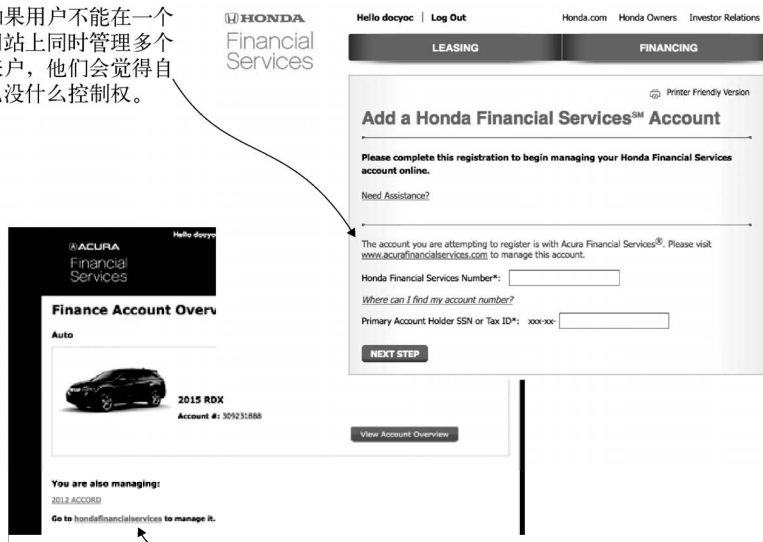 如果用户不能在一个
网站上同时管理多个
账户，他们会觉得自
己没什么控制权。
HONDA
Financial
Services
Hello docyoc | Log Out
Honda.com Honda Owners Investor Relations
LEASING
FINANCING
Printer Friendly Version
Add a Honda Financial Services℠ Account
Please complete this registration to begin managing your Honda Financial Services
account online.
Need Assistance?
The account you are attempting to register is with Acura Financial Services®. Please visit
www.acurafinancialservices.com to manage this account.
Honda Financial Services Number*:
Where can I find my account number?
Primary Account Holder SSN or Tax ID*: xxx-xx-
NEXT STEP
Hello docyo
ACURA
Financial
Services
Finance Account Overv
Auto
2015 RDX
Account #: 309231688
View Account Overview
You are also managing:
2012 ACCORD
Go to hondafinancialservices to manage it.